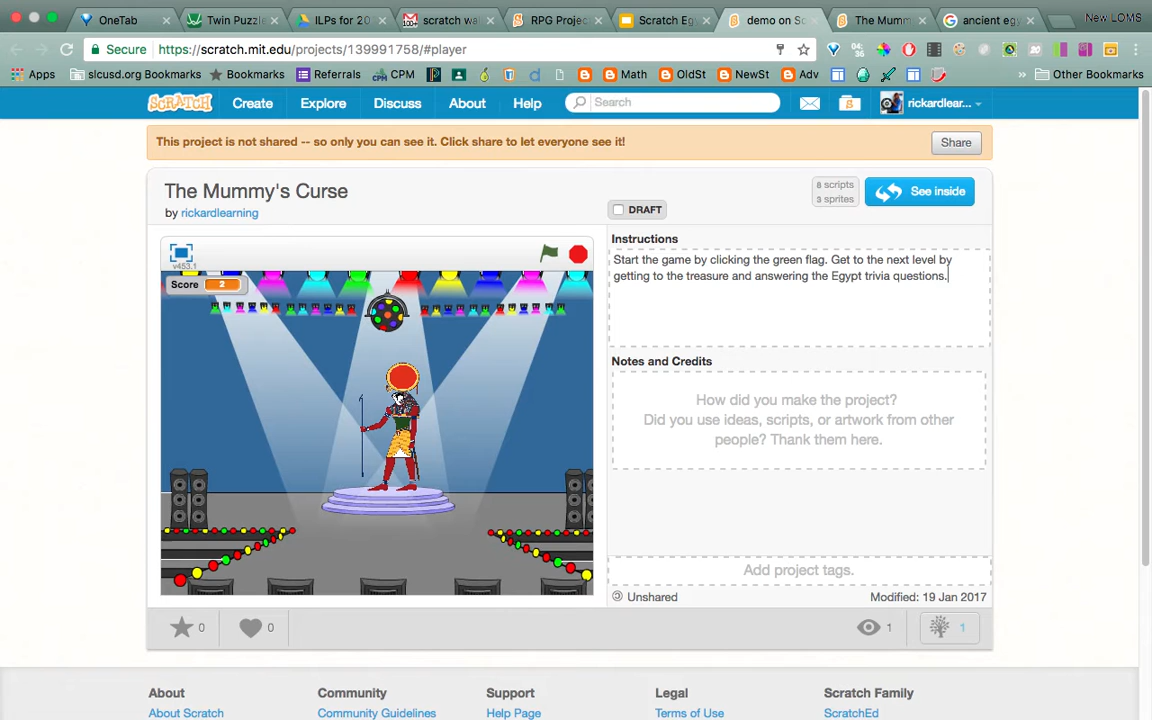 OneTab
Twin Puzzle
ILPs for 20
scratch wal
RPG Projec
Scratch Egy
demo on Sc
The Mumm
ancient egy
New LOMS
Secure
https://scratch.mit.edu/projects/139991758/#player
04:
36
Apps
slcusd.org Bookmarks
Bookmarks
Referrals
CPM
Math
OldSt
NewSt
Adv
Other Bookmarks
SCRATCH
Create
Explore
Discuss
About
Help
Search
rickardlear...
This project is not shared -- so only you can see it. Click share to let everyone see it!
Share
The Mummy's Curse
by rickardlearning
8 scripts
3 sprites
See inside
DRAFT
v453.1
Score 2
Instructions
Start the game by clicking the green flag. Get to the next level by
getting to the treasure and answering the Egypt trivia questions.
Notes and Credits
How did you make the project?
Did you use ideas, scripts, or artwork from other
people? Thank them here.
Add project tags.
Unshared
Modified: 19 Jan 2017
0
0
1
1
About
Community
Support
Legal
Scratch Family
About Scratch
Community Guidelines
Help Page
Terms of Use
ScratchEd